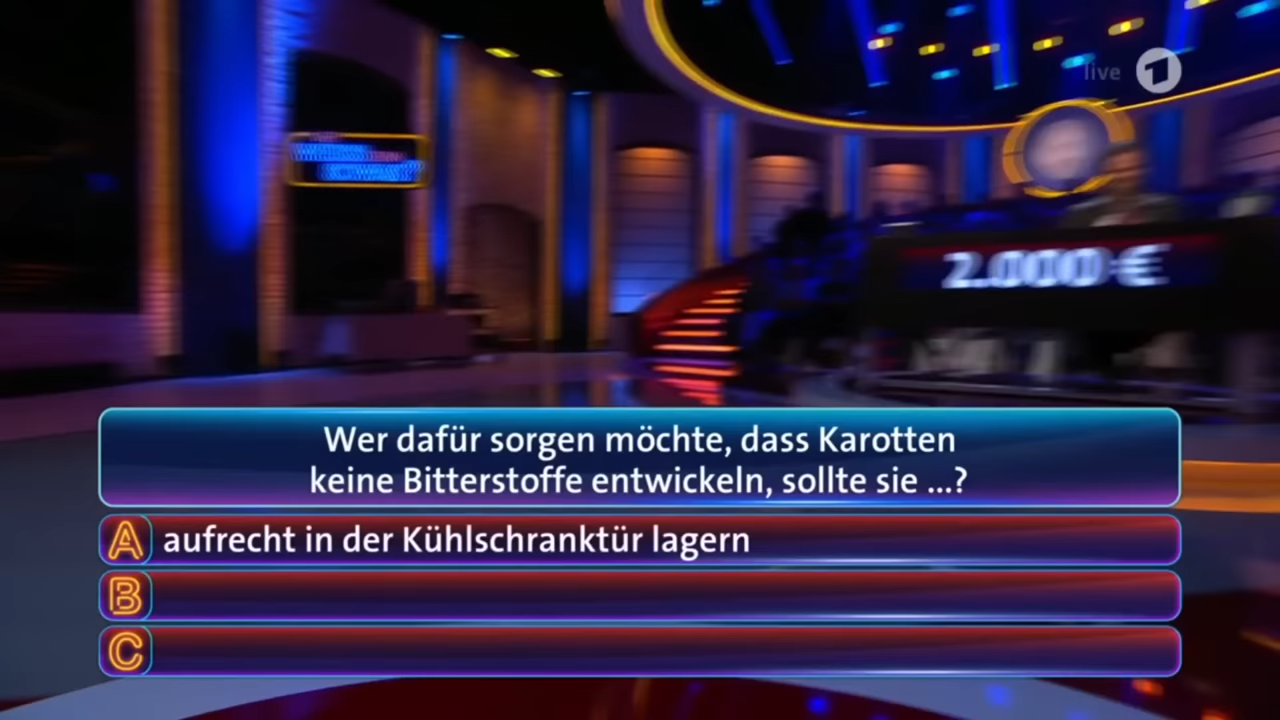 live 1
2.000 €
Wer dafür sorgen möchte, dass Karotten
keine Bitterstoffe entwickeln, sollte sie ...?
A aufrecht in der Kühlschranktür lagern
B
C